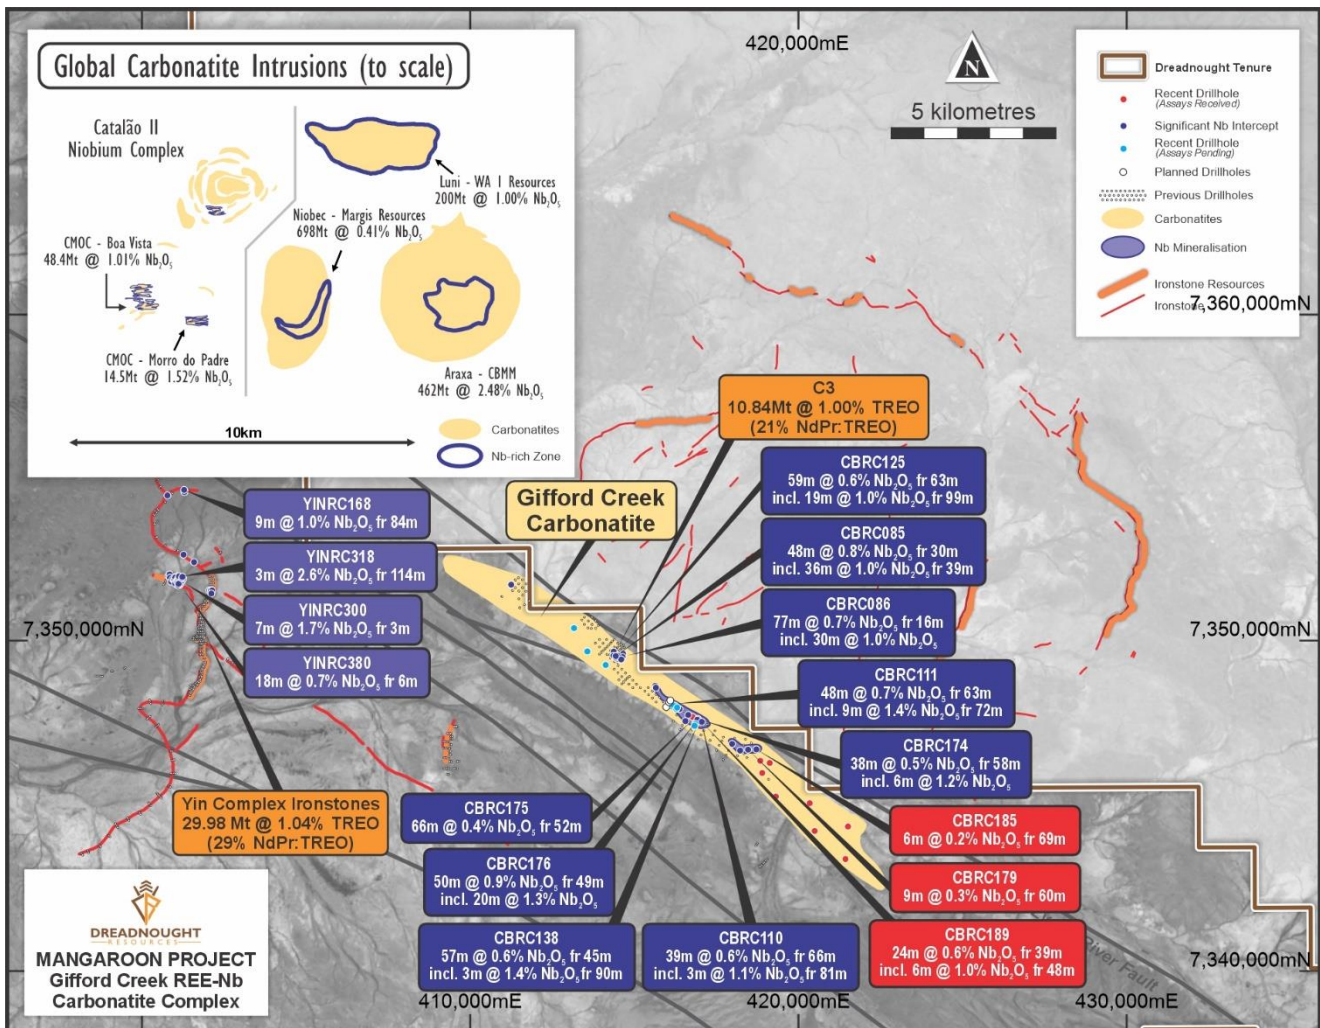 Global Carbonatite Intrusions (to scale)
Catalão II
Niobium Complex
Luni - WA 1 Resources
200Mt @ 1.00% Nb₂O₅
Niobec - Margis Resources
698Mt @ 0.41% Nb₂O₅
CMOC - Boa Vista
48.4Mt @ 1.01% Nb₂O₅
CMOC - Morro do Padre
14.5Mt @ 1.52% Nb₂O₅
Araxa - CBMM
462Mt @ 2.48% Nb₂O₅
10km
Carbonatites
Nb-rich Zone
420,000mE
N
5 kilometres
Dreadnought Tenure
Recent Drillhole
(Assays Received)
Significant Nb Intercept
Recent Drillhole
(Assays Pending)
Planned Drillholes
Previous Drillholes
Carbonatites
Nb Mineralisation
Ironstone Resources
Ironstone
7,360,000mN
C3
10.84Mt @ 1.00% TREO
(21% NdPr:TREO)
Gifford Creek
Carbonatite
CBRC125
59m @ 0.6% Nb₂O₅ fr 63m
incl. 19m @ 1.0% Nb₂O₅ fr 99m
CBRC085
48m @ 0.8% Nb₂O₅ fr 30m
incl. 36m @ 1.0% Nb₂O₅ fr 39m
CBRC086
77m @ 0.7% Nb₂O₅ fr 16m
incl. 30m @ 1.0% Nb₂O₅
CBRC111
48m @ 0.7% Nb₂O₅ fr 63m
incl. 9m @ 1.4% Nb₂O₅ fr 72m
CBRC174
38m @ 0.5% Nb₂O₅ fr 58m
incl. 6m @ 1.2% Nb₂O₅
YINRC168
9m @ 1.0% Nb₂O₅ fr 84m
YINRC318
3m @ 2.6% Nb₂O₅ fr 114m
YINRC300
7m @ 1.7% Nb₂O₅ fr 3m
YINRC380
18m @ 0.7% Nb₂O₅ fr 6m
7,350,000mN
7,350,000mN
Yin Complex Ironstones
29.98 Mt @ 1.04% TREO
(29% NdPr:TREO)
CBRC175
66m @ 0.4% Nb₂O₅ fr 52m
CBRC176
50m @ 0.9% Nb₂O₅ fr 49m
incl. 20m @ 1.3% Nb₂O₅
CBRC138
57m @ 0.6% Nb₂O₅ fr 45m
incl. 3m @ 1.4% Nb₂O₅ fr 90m
CBRC110
39m @ 0.6% Nb₂O₅ fr 66m
incl. 3m @ 1.1% Nb₂O₅ fr 81m
CBRC185
6m @ 0.2% Nb₂O₅ fr 69m
CBRC179
9m @ 0.3% Nb₂O₅ fr 60m
CBRC189
24m @ 0.6% Nb₂O₅ fr 39m
incl. 6m @ 1.0% Nb₂O₅ fr 48m
River Fault
7,340,000mN
DREADNOUGHT
RESOURCES
MANGAROON PROJECT
Gifford Creek REE-Nb
Carbonatite Complex
410,000mE
420,000mE
430,000mE